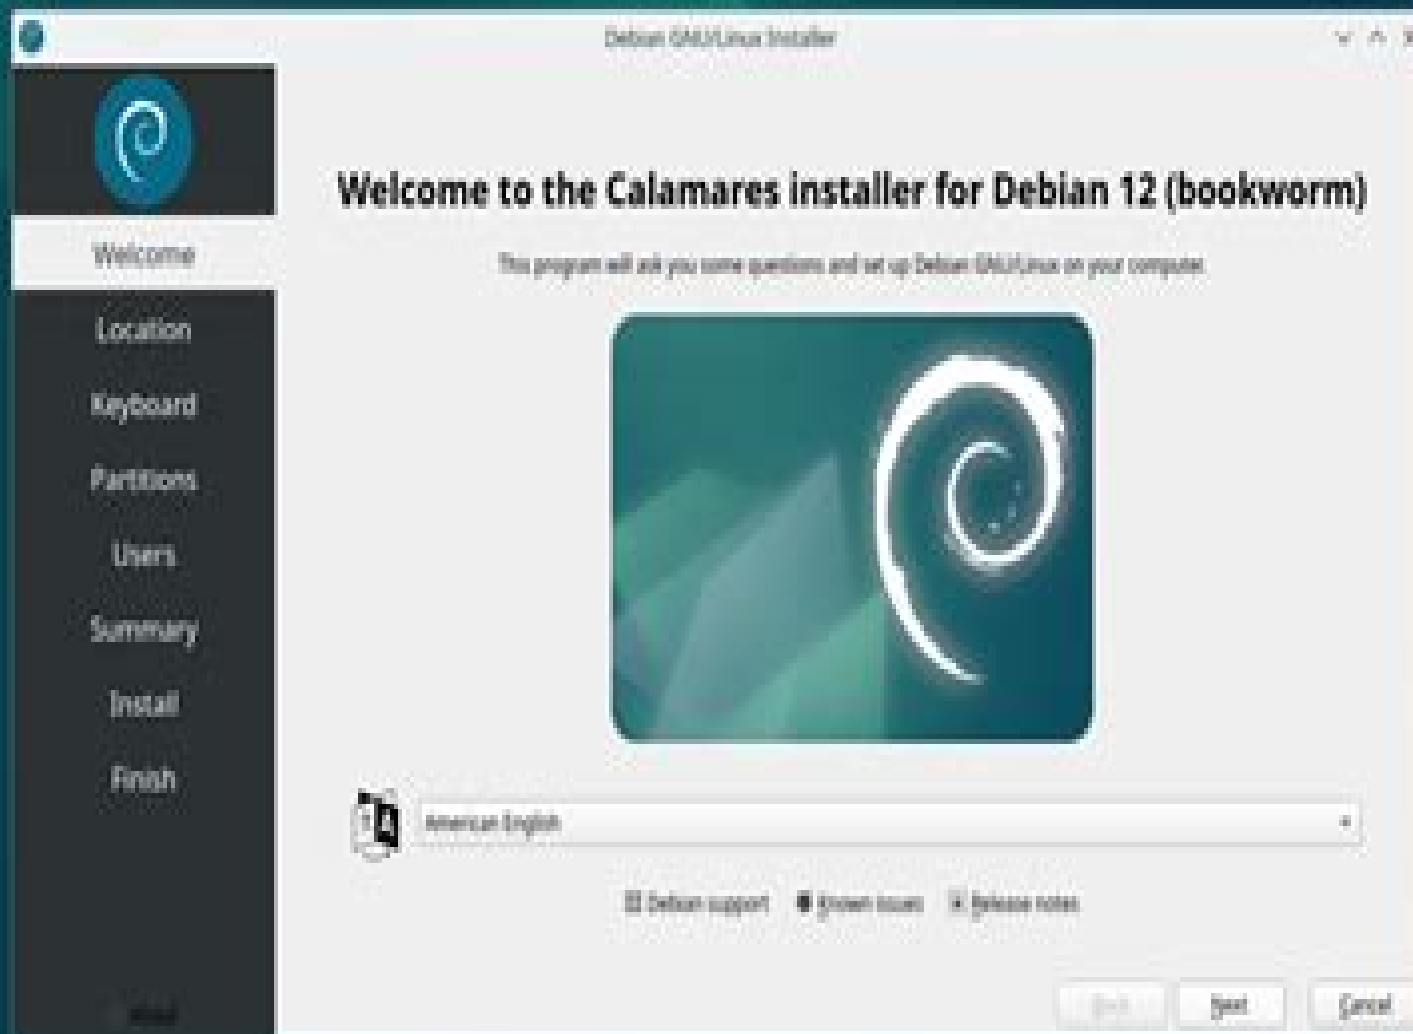 Debian GNU/Linux Installer
Welcome
Location
Keyboard
Partitions
Users
Summary
Install
Finish
Welcome to the Calamares installer for Debian 12 (bookworm)
This program will ask you some questions and set up Debian GNU/Linux on your computer.
American English
Debian support
Known issues
Release notes
Next
Cancel